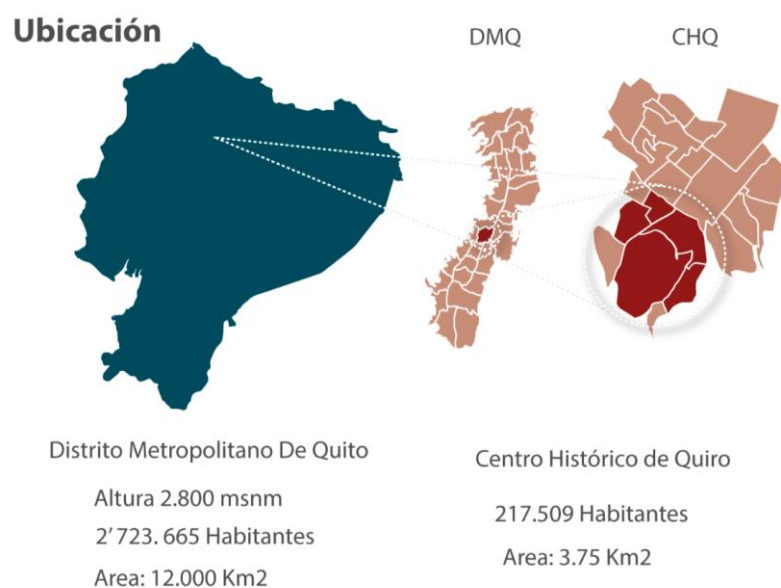 Ubicación
DMQ
CHQ
Distrito Metropolitano De Quito
Altura 2.800 msnm
2’723. 665 Habitantes
Area: 12.000 Km2
Centro Histórico de Quiro
217.509 Habitantes
Area: 3.75 Km2